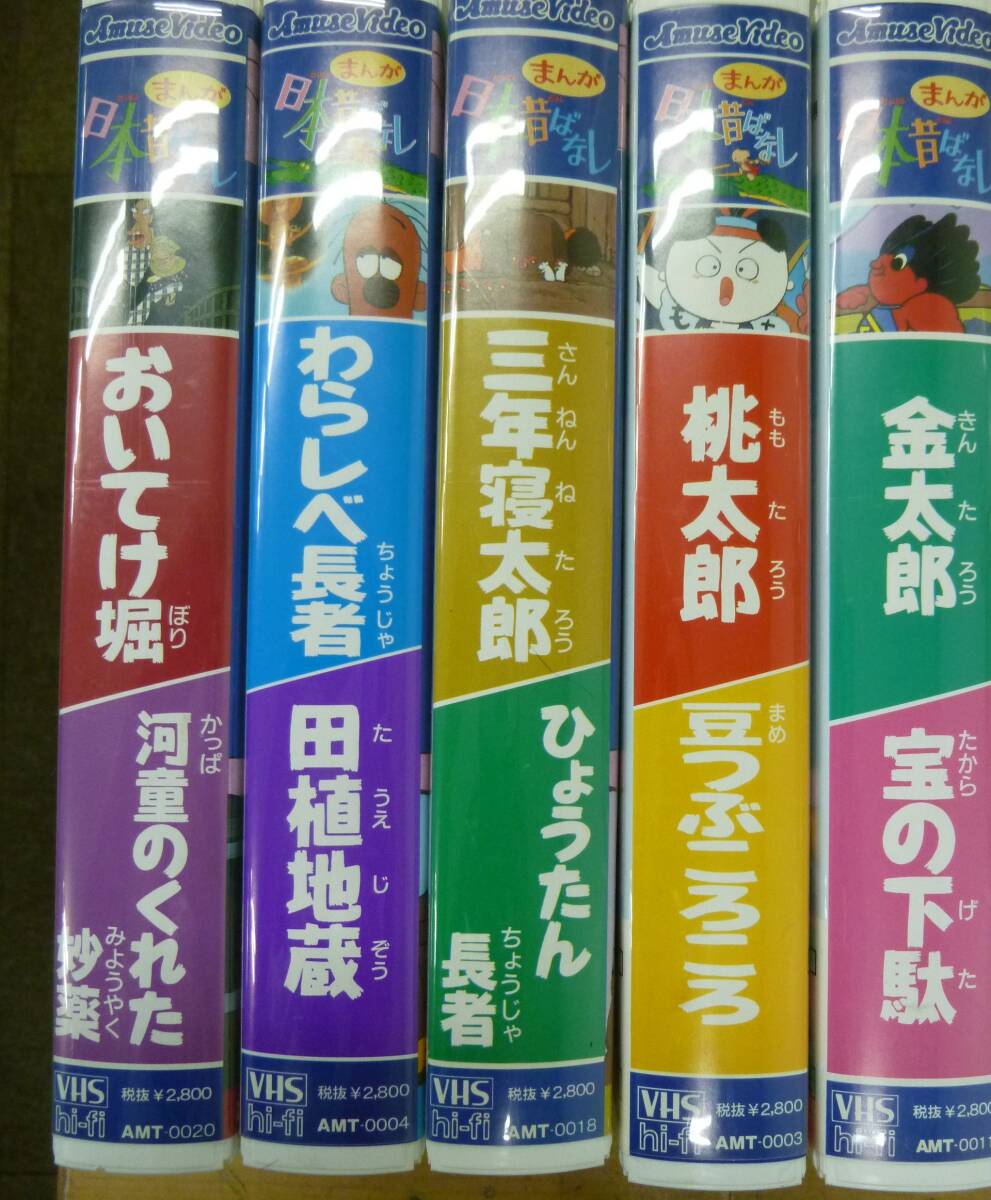 AmuseVideo
まんが
日本昔ばなし
おいてけ堀
ぼり
河童のくれた
かっぱ
妙薬
みようやく
VHS
hi-fi
税抜¥2,800
AMT-0020
AmuseVideo
まんが
日本昔ばなし
わらしべ長者
ちょうじゃ
田植地蔵
たうえじぞう
VHS
hi-fi
税抜¥2,800
AMT-0004
AmuseVideo
まんが
日本昔ばなし
三年寝太郎
さんねんねたろう
ひょうたん
長者
ちょうじゃ
VHS
hi-fi
税抜¥2,800
AMT-0018
AmuseVideo
まんが
日本昔ばなし
桃太郎
ももたろう
豆つぶころころ
まめ
VHS
hi-fi
税抜¥2,800
AMT-0003
AmuseVideo
まんが
日本昔ばなし
金太郎
きんたろう
宝の下駄
たからげた
VHS
hi-fi
税抜¥2,800
AMT-0011